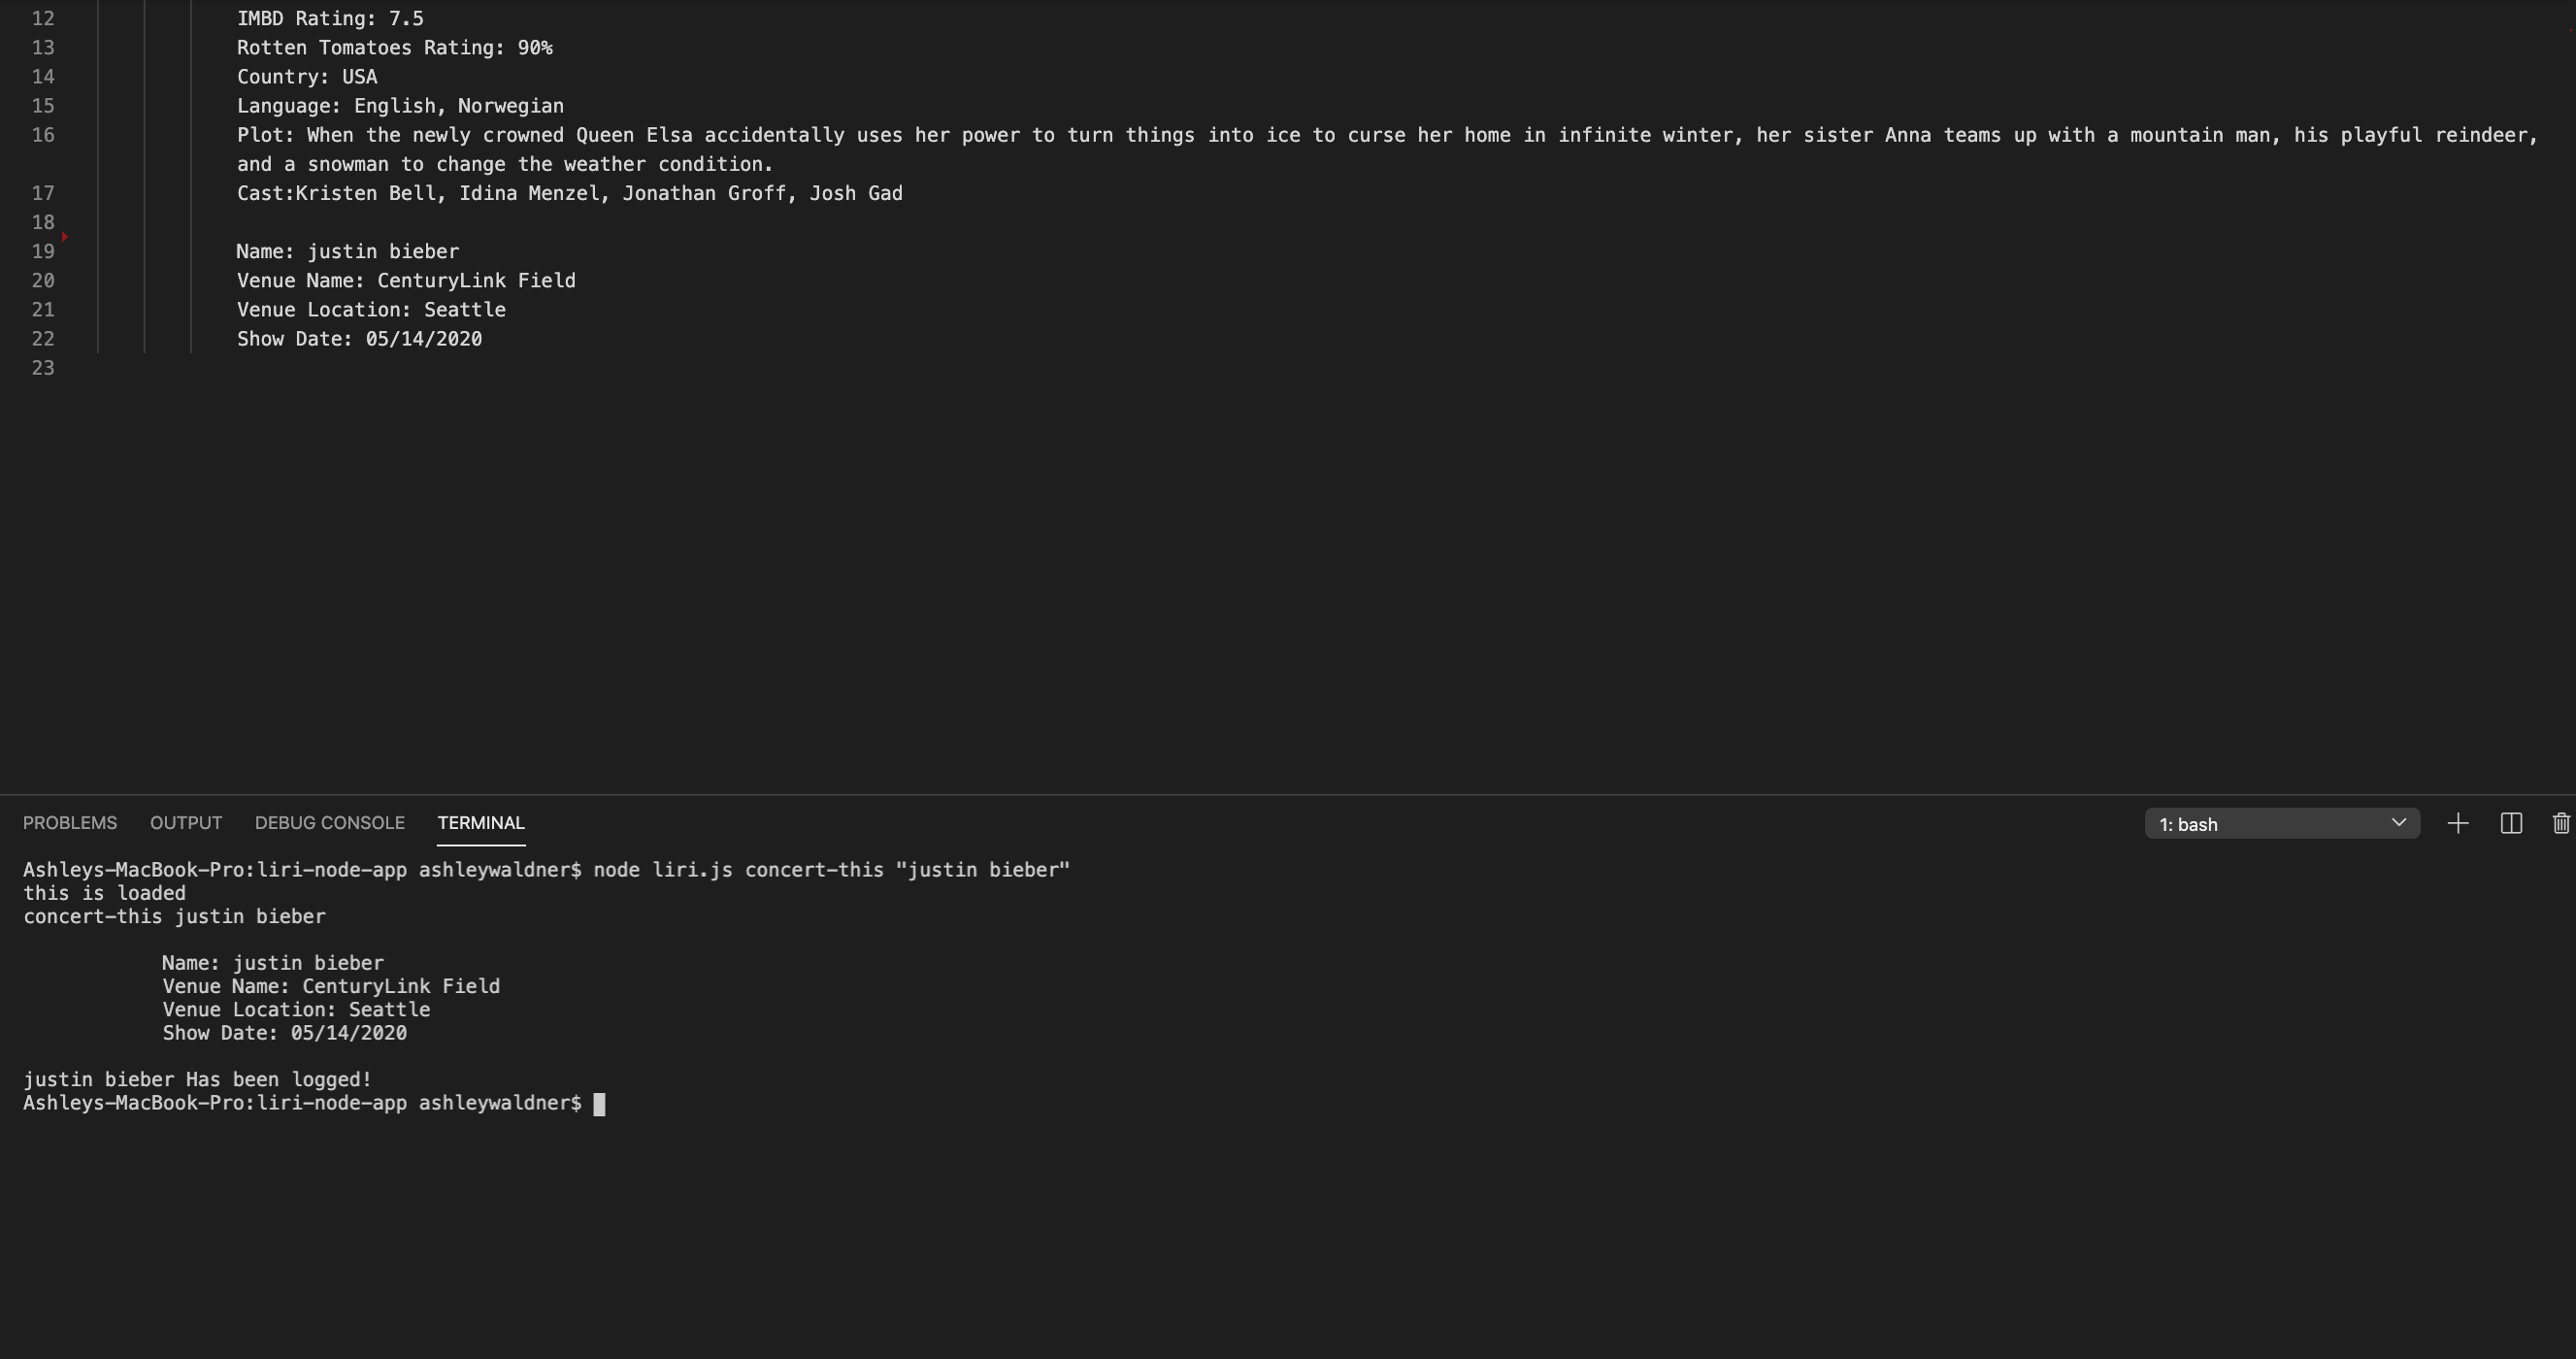 12 IMBD Rating: 7.5
13 Rotten Tomatoes Rating: 90%
14 Country: USA
15 Language: English, Norwegian
16 Plot: When the newly crowned Queen Elsa accidentally uses her power to turn things into ice to curse her home in infinite winter, her sister Anna teams up with a mountain man, his playful reindeer,
and a snowman to change the weather condition.
17 Cast:Kristen Bell, Idina Menzel, Jonathan Groff, Josh Gad
18
19 Name: justin bieber
20 Venue Name: CenturyLink Field
21 Venue Location: Seattle
22 Show Date: 05/14/2020
23
PROBLEMS OUTPUT DEBUG CONSOLE TERMINAL 1: bash
Ashleys-MacBook-Pro:liri-node-app ashleywaldner$ node liri.js concert-this "justin bieber"
this is loaded
concert-this justin bieber
Name: justin bieber
Venue Name: CenturyLink Field
Venue Location: Seattle
Show Date: 05/14/2020
justin bieber Has been logged!
Ashleys-MacBook-Pro:liri-node-app ashleywaldner$